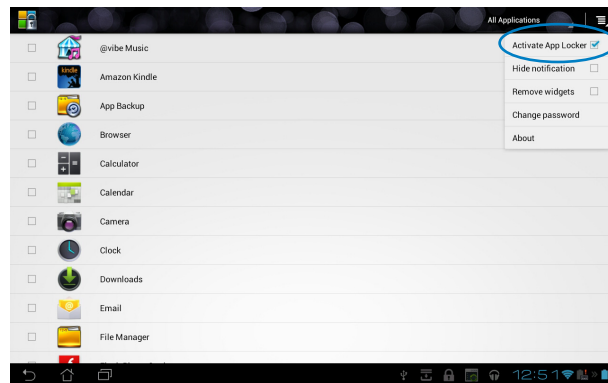 All Applications
Activate App Locker
Hide notification
Remove widgets
Change password
About
@vibe Music
kindle
Amazon Kindle
App Backup
Browser
Calculator
Calendar
Camera
Clock
Downloads
Email
File Manager
12:51